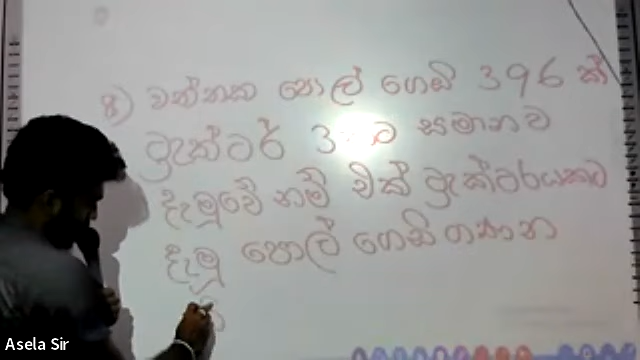 8) වත්තක පොල් ගෙඩි 396 ක්
ට්‍රැක්ටර් 3 ට සමානව
දැමූවේ නම් එක් ට්‍රැක්ටරයකට
දැමූ පොල් ගෙඩි ගණන
Asela Sir